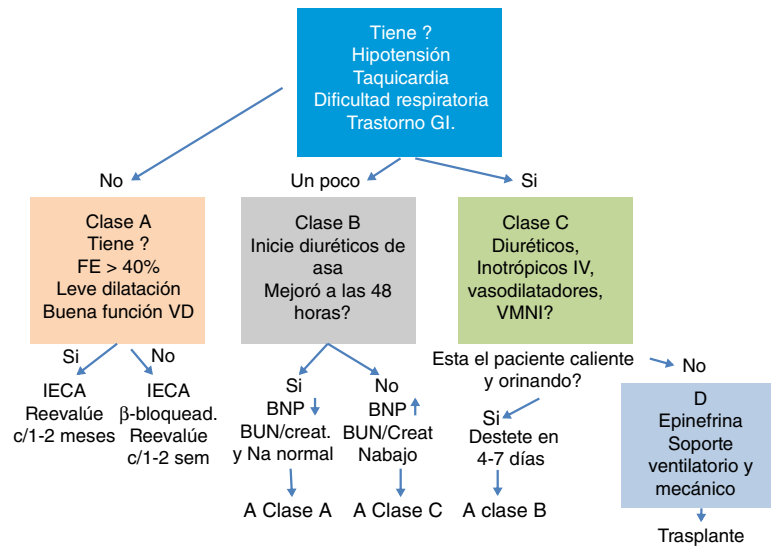 Tiene ?
Hipotensión
Taquicardia
Dificultad respiratoria
Trastorno GI.
No
Un poco
Si
Clase A
Tiene ?
FE > 40%
Leve dilatación
Buena función VD
Clase B
Inicie diuréticos de
asa
Mejoró a las 48
horas?
Clase C
Diuréticos,
Inotrópicos IV,
vasodilatadores,
VMNI?
Si
No
IECA
Reevalúe
c/1-2 meses
IECA
β-bloquead.
Reevalúe
c/1-2 sem
Si
BNP
BUN/creat.
y Na normal
A Clase A
No
BNP
BUN/Creat
Nabajo
A Clase C
Esta el paciente caliente
y orinando?
Si
Destete en
4-7 días
A clase B
No
D
Epinefrina
Soporte
ventilatorio y
mecánico
Trasplante